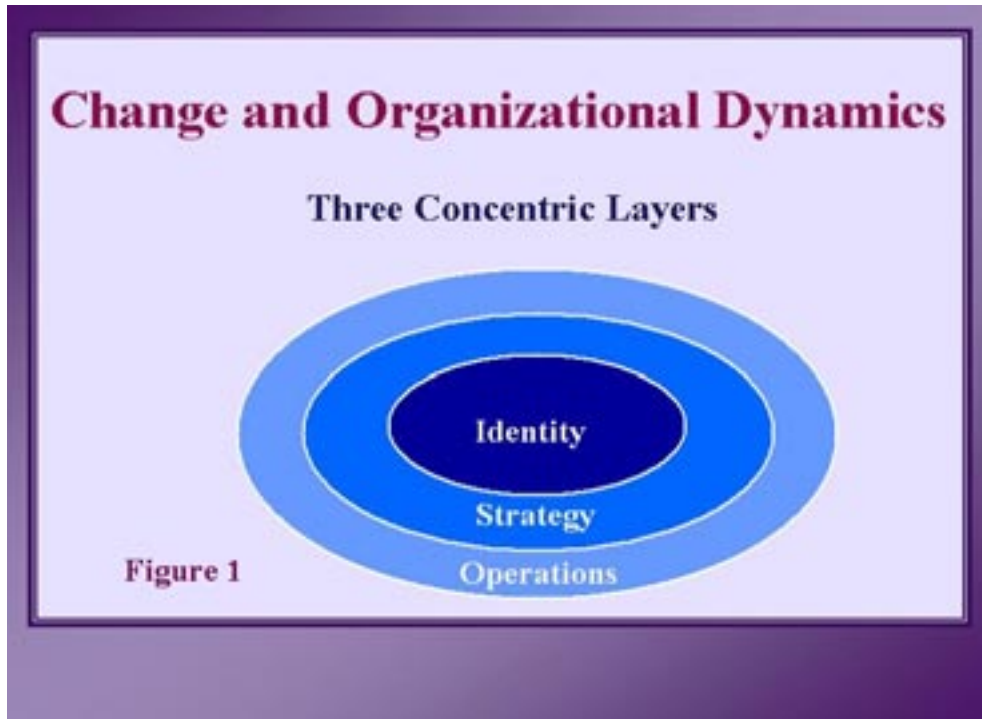 Change and Organizational Dynamics
Three Concentric Layers
Identity
Strategy
Operations
Figure 1